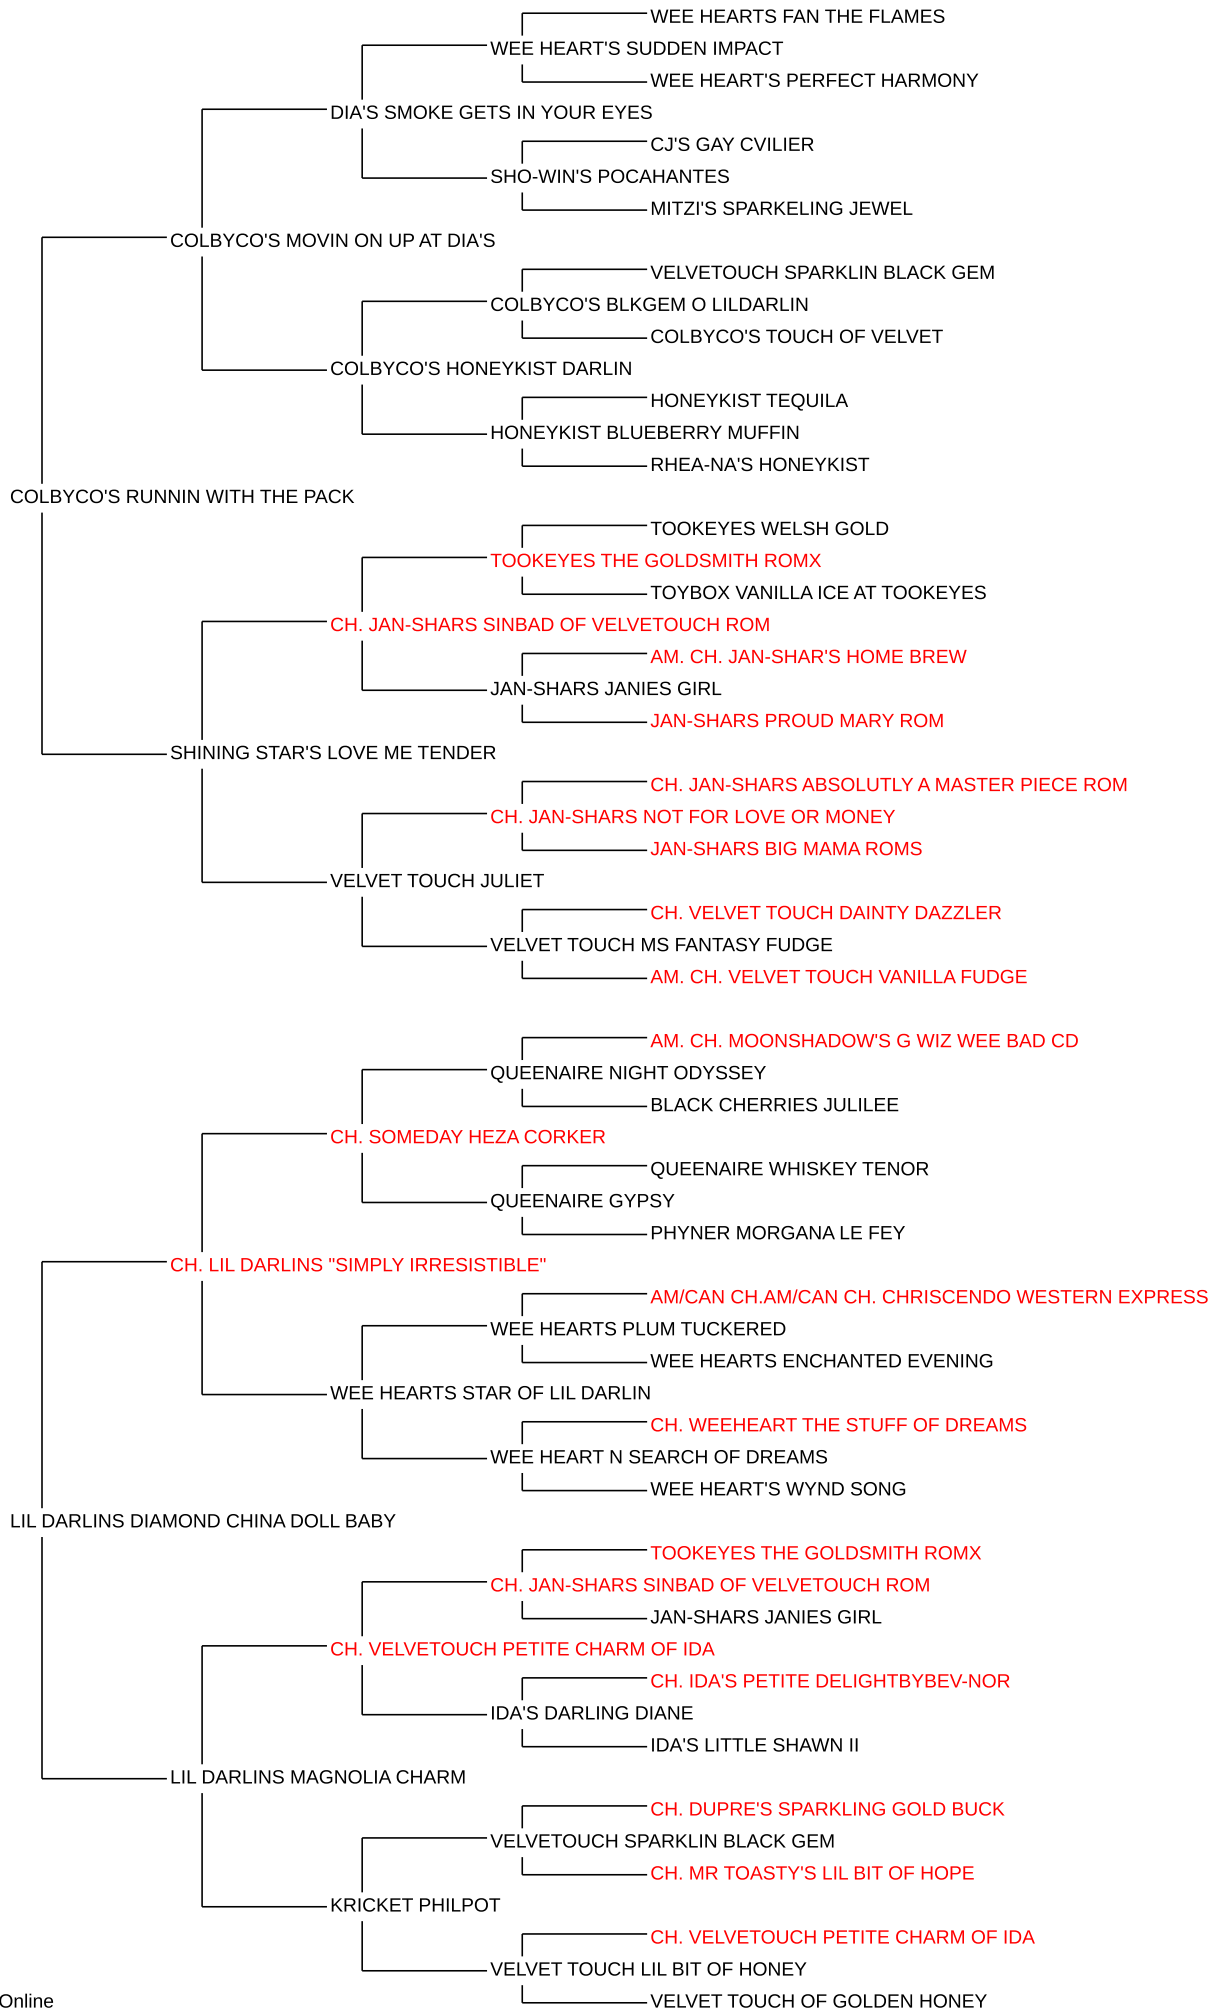 WEE HEARTS FAN THE FLAMES
WEE HEART'S SUDDEN IMPACT
WEE HEART'S PERFECT HARMONY
DIA'S SMOKE GETS IN YOUR EYES
CJ'S GAY CVILIER
SHO-WIN'S POCAHANTES
MITZI'S SPARKELING JEWEL
COLBYCO'S MOVIN ON UP AT DIA'S
VELVETOUCH SPARKLIN BLACK GEM
COLBYCO'S BLKGEM O LILDARLIN
COLBYCO'S TOUCH OF VELVET
COLBYCO'S HONEYKIST DARLIN
HONEYKIST TEQUILA
HONEYKIST BLUEBERRY MUFFIN
RHEA-NA'S HONEYKIST
COLBYCO'S RUNNIN WITH THE PACK
TOOKEYES WELSH GOLD
TOOKEYES THE GOLDSMITH ROMX
TOYBOX VANILLA ICE AT TOOKEYES
CH. JAN-SHARS SINBAD OF VELVETOUCH ROM
AM. CH. JAN-SHAR'S HOME BREW
JAN-SHARS JANIES GIRL
JAN-SHARS PROUD MARY ROM
SHINING STAR'S LOVE ME TENDER
CH. JAN-SHARS ABSOLUTLY A MASTER PIECE ROM
CH. JAN-SHARS NOT FOR LOVE OR MONEY
JAN-SHARS BIG MAMA ROMS
VELVET TOUCH JULIET
CH. VELVET TOUCH DAINTY DAZZLER
VELVET TOUCH MS FANTASY FUDGE
AM. CH. VELVET TOUCH VANILLA FUDGE
AM. CH. MOONSHADOW'S G WIZ WEE BAD CD
QUEENAIRE NIGHT ODYSSEY
BLACK CHERRIES JULILEE
CH. SOMEDAY HEZA CORKER
QUEENAIRE WHISKEY TENOR
QUEENAIRE GYPSY
PHYNER MORGANA LE FEY
CH. LIL DARLINS "SIMPLY IRRESISTIBLE"
AM/CAN CH.AM/CAN CH. CHRISCENDO WESTERN EXPRESS
WEE HEARTS PLUM TUCKERED
WEE HEARTS ENCHANTED EVENING
WEE HEARTS STAR OF LIL DARLIN
CH. WEEHEART THE STUFF OF DREAMS
WEE HEART N SEARCH OF DREAMS
WEE HEART'S WYND SONG
LIL DARLINS DIAMOND CHINA DOLL BABY
TOOKEYES THE GOLDSMITH ROMX
CH. JAN-SHARS SINBAD OF VELVETOUCH ROM
JAN-SHARS JANIES GIRL
CH. VELVETOUCH PETITE CHARM OF IDA
CH. IDA'S PETITE DELIGHTBYBEV-NOR
IDA'S DARLING DIANE
IDA'S LITTLE SHAWN II
LIL DARLINS MAGNOLIA CHARM
CH. DUPRE'S SPARKLING GOLD BUCK
VELVETOUCH SPARKLIN BLACK GEM
CH. MR TOASTY'S LIL BIT OF HOPE
KRICKET PHILPOT
CH. VELVETOUCH PETITE CHARM OF IDA
VELVET TOUCH LIL BIT OF HONEY
VELVET TOUCH OF GOLDEN HONEY
Online